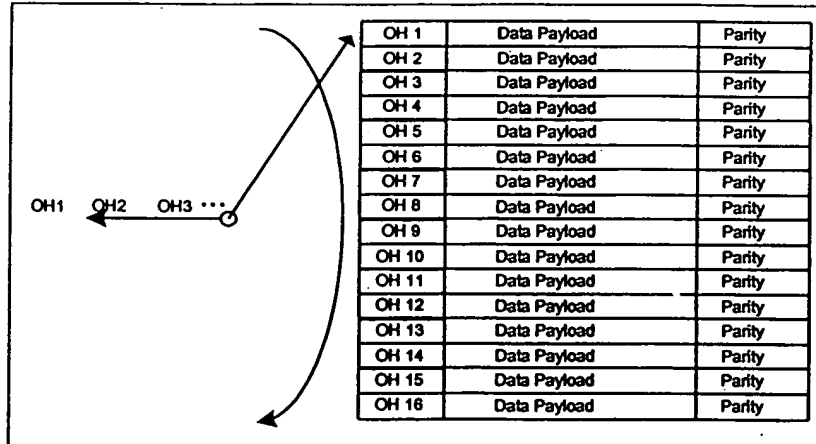 OH 1 Data Payload Parity
OH 2 Data Payload Parity
OH 3 Data Payload Parity
OH 4 Data Payload Parity
OH 5 Data Payload Parity
OH 6 Data Payload Parity
OH 7 Data Payload Parity
OH1 OH2 OH3 ••• OH 8 Data Payload Parity
OH 9 Data Payload Parity
OH 10 Data Payload Parity
OH 11 Data Payload Parity
OH 12 Data Payload Parity
OH 13 Data Payload Parity
OH 14 Data Payload Parity
OH 15 Data Payload Parity
OH 16 Data Payload Parity